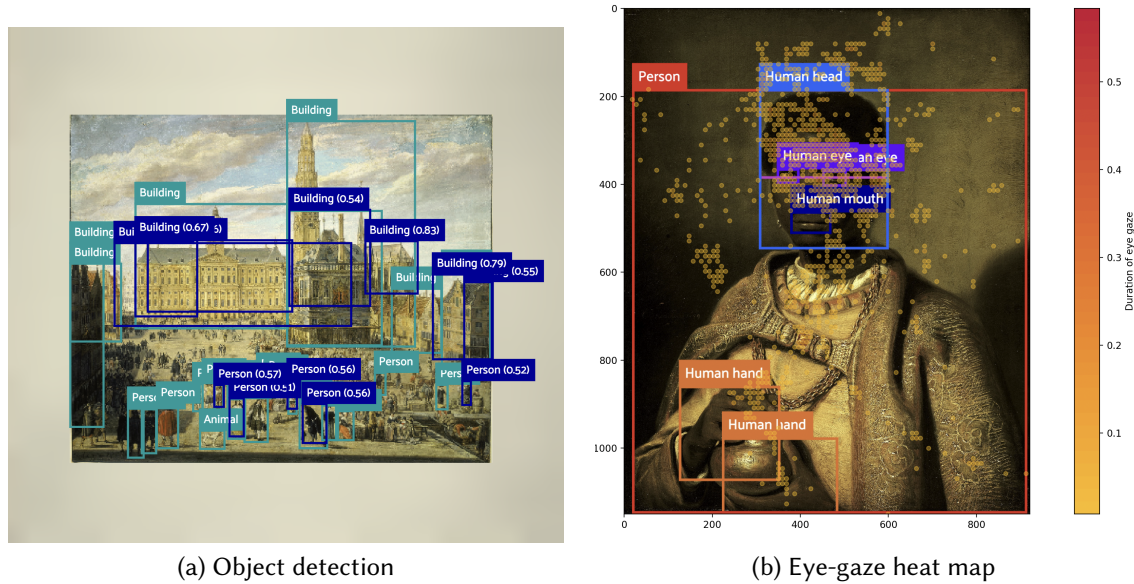 Building
Building (0.54)
Building
Building (0.67)
Building (0.83)
Building
Building
Building (0.79)
Building
Person (0.57)
Person (0.56)
Person
Person (0.52)
Person
Person
Person (0.56)
Animal
(a) Object detection
0
200
400
600
800
1000
0
200
400
600
800
Person
Human head
Human eye
an eye
Human mouth
Human hand
Human hand
0.5
0.4
0.3
0.2
0.1
Duration of eye gaze
(b) Eye-gaze heat map